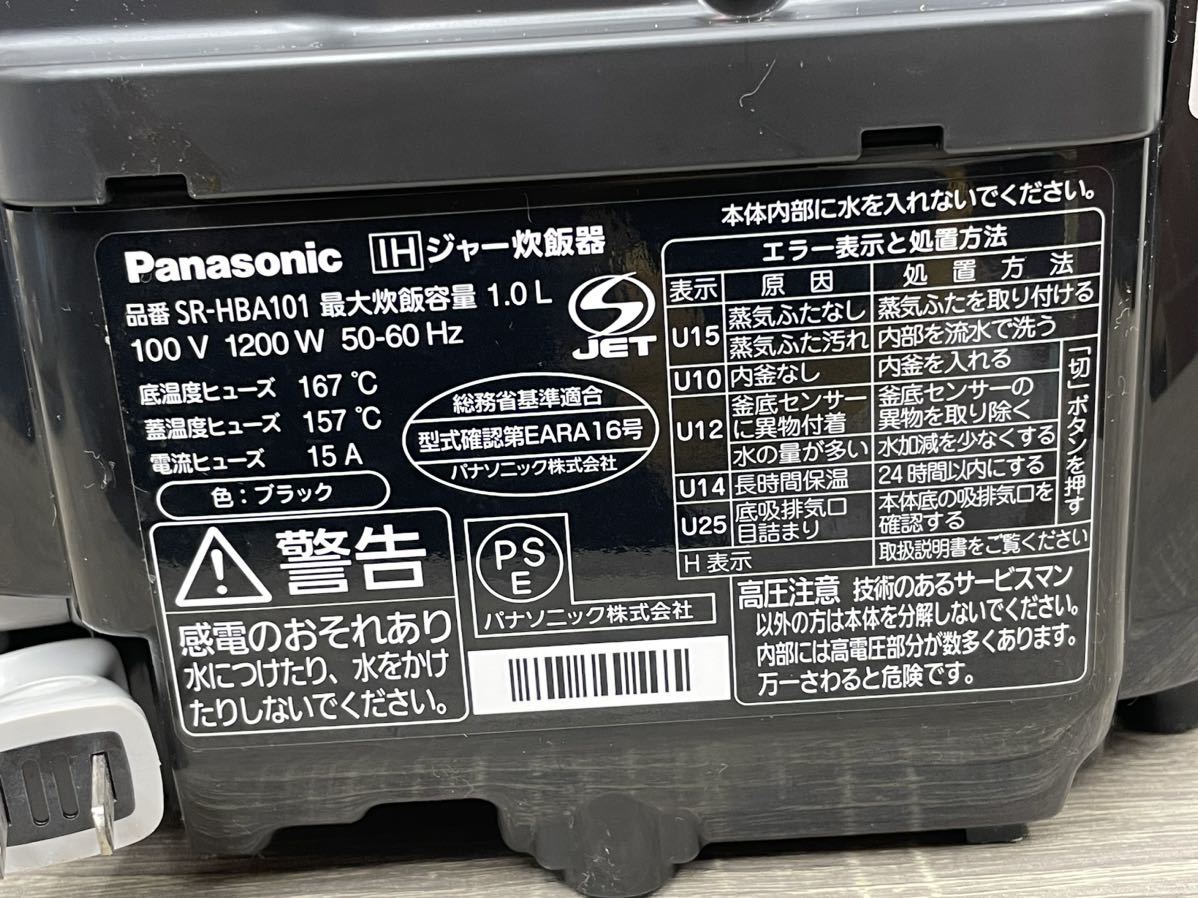 本体内部に水を入れないでください。
Panasonic IHジャー炊飯器
品番 SR-HBA101 最大炊飯容量 1.0 L
100 V 1200 W 50-60 Hz
底温度ヒューズ 167 ℃
蓋温度ヒューズ 157 ℃
電流ヒューズ 15 A
色：ブラック
S
JET
総務省基準適合
型式確認第EARA16号
パナソニック株式会社
警告
感電のおそれあり
水につけたり、水をかけ
たりしないでください。
PS
E
パナソニック株式会社
エラー表示と処置方法
表示 原因 処置方法
U15 蒸気ふたなし 蒸気ふたを取り付ける
蒸気ふた汚れ 内部を流水で洗う
U10 内釜なし 内釜を入れる
U12 釜底センサー 釜底センサーの
に異物付着 異物を取り除く
水の量が多い 水加減を少なくする
U14 長時間保温 24時間以内にする
U25 底吸排気口 本体底の吸排気口を
目詰まり 確認する
「切」ボタンを押す
H 表示 取扱説明書をご覧ください
高圧注意 技術のあるサービスマン
以外の方は本体を分解しないでください。
内部には高電圧部分が数多くあります。
万一さわると危険です。